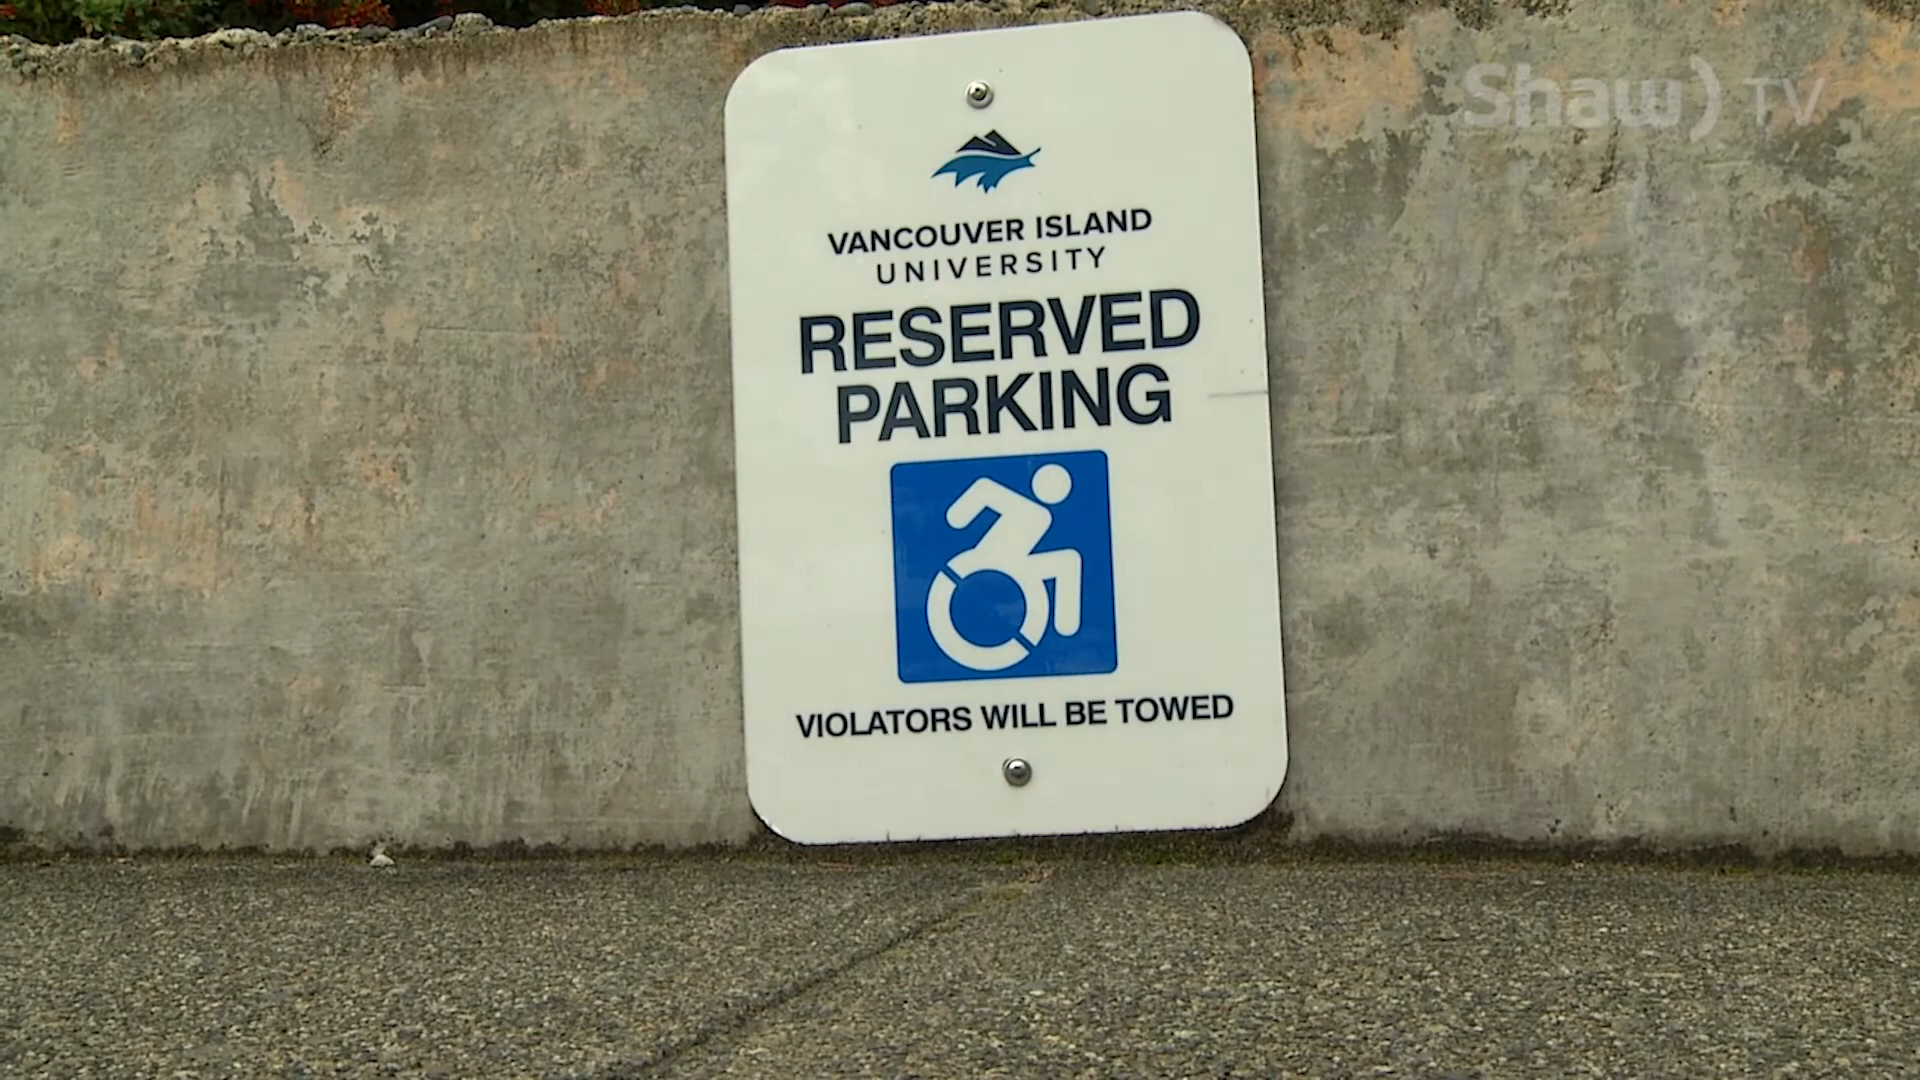 Shaw) TV
VANCOUVER ISLAND
UNIVERSITY
RESERVED
PARKING
VIOLATORS WILL BE TOWED